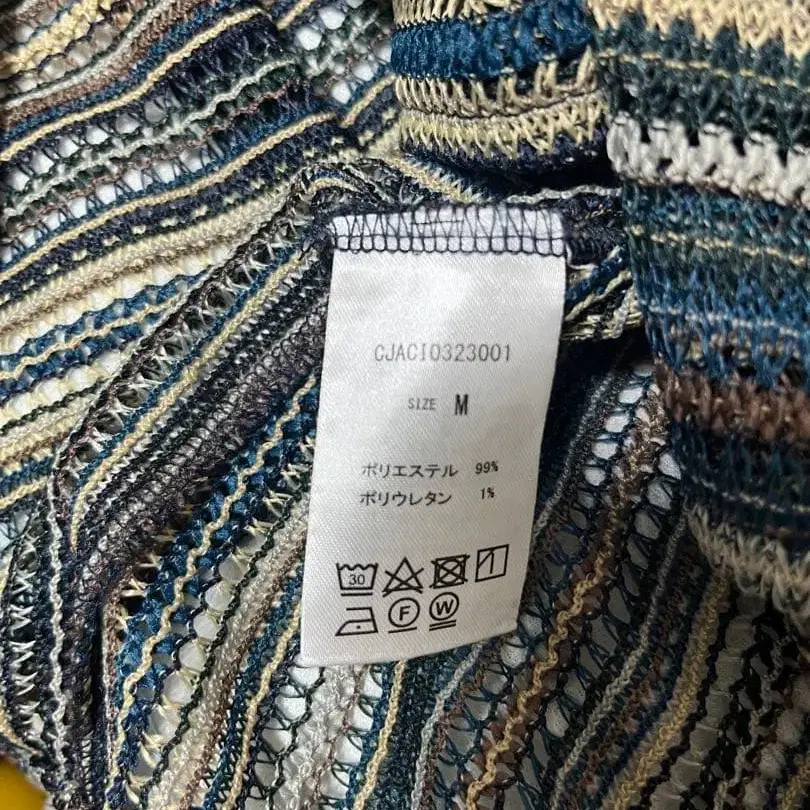 CJACI0323001
SIZE M
ポリエステル 99%
ポリウレタン 1%
30
F W